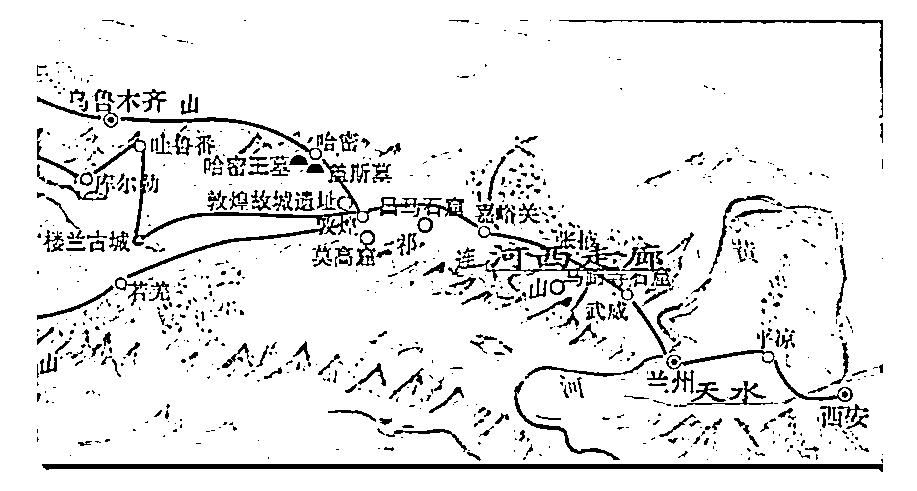 乌鲁木齐 山
吐鲁番
哈密
哈密王墓
盖斯墓
库尔勒
敦煌故城遗址
昌马石窟
嘉峪关
敦煌
楼兰古城
莫高窟
祁
连
张掖
河西走廊
黄
山
马蹄寺石窟
若羌
武威
平凉
山
兰州
河
天水
西安